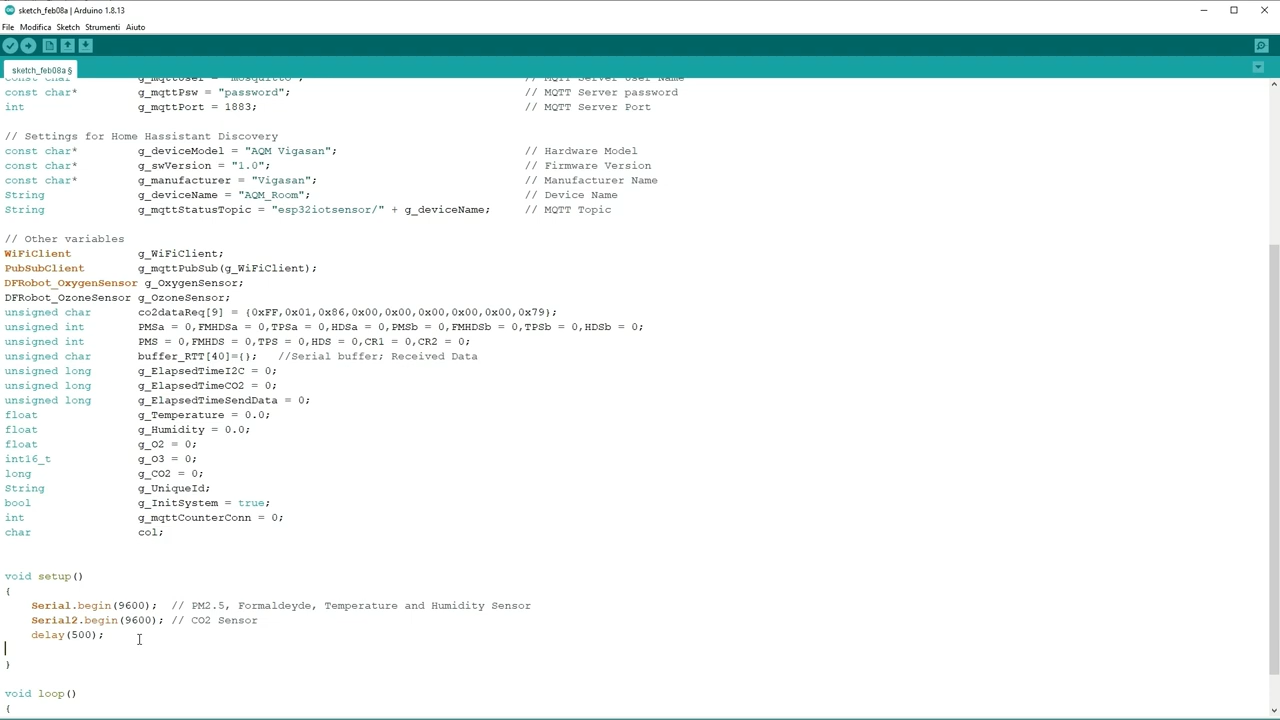 sketch_feb08a | Arduino 1.8.13
File Modifica Sketch Strumenti Aiuto
sketch_feb08a §
const char* g_mqttUser = "mosquitto"; // MQTT Server User Name
const char* g_mqttPsw = "password"; // MQTT Server password
int g_mqttPort = 1883; // MQTT Server Port
// Settings for Home Hassistant Discovery
const char* g_deviceModel = "AQM Vigasan"; // Hardware Model
const char* g_swVersion = "1.0"; // Firmware Version
const char* g_manufacturer = "Vigasan"; // Manufacturer Name
String g_deviceName = "AQM_Room"; // Device Name
String g_mqttStatusTopic = "esp32iotsensor/" + g_deviceName; // MQTT Topic
// Other variables
WiFiClient g_WiFiClient;
PubSubClient g_mqttPubSub(g_WiFiClient);
DFRobot_OxygenSensor g_OxygenSensor;
DFRobot_OzoneSensor g_OzoneSensor;
unsigned char co2dataReq[9] = {0xFF,0x01,0x86,0x00,0x00,0x00,0x00,0x00,0x79};
unsigned int PMSa = 0,FMHDSa = 0,TPSa = 0,HDSa = 0,PMSb = 0,FMHDSb = 0,TPSb = 0,HDSb = 0;
unsigned int PMS = 0,FMHDS = 0,TPS = 0,HDS = 0,CR1 = 0,CR2 = 0;
unsigned char buffer_RTT[40]={}; //Serial buffer; Received Data
unsigned long g_ElapsedTimeI2C = 0;
unsigned long g_ElapsedTimeCO2 = 0;
unsigned long g_ElapsedTimeSendData = 0;
float g_Temperature = 0.0;
float g_Humidity = 0.0;
float g_O2 = 0;
int16_t g_O3 = 0;
long g_CO2 = 0;
String g_UniqueId;
bool g_InitSystem = true;
int g_mqttCounterConn = 0;
char col;
void setup()
{
Serial.begin(9600); // PM2.5, Formaldeyde, Temperature and Humidity Sensor
Serial2.begin(9600); // CO2 Sensor
delay(500);
}
void loop()
{